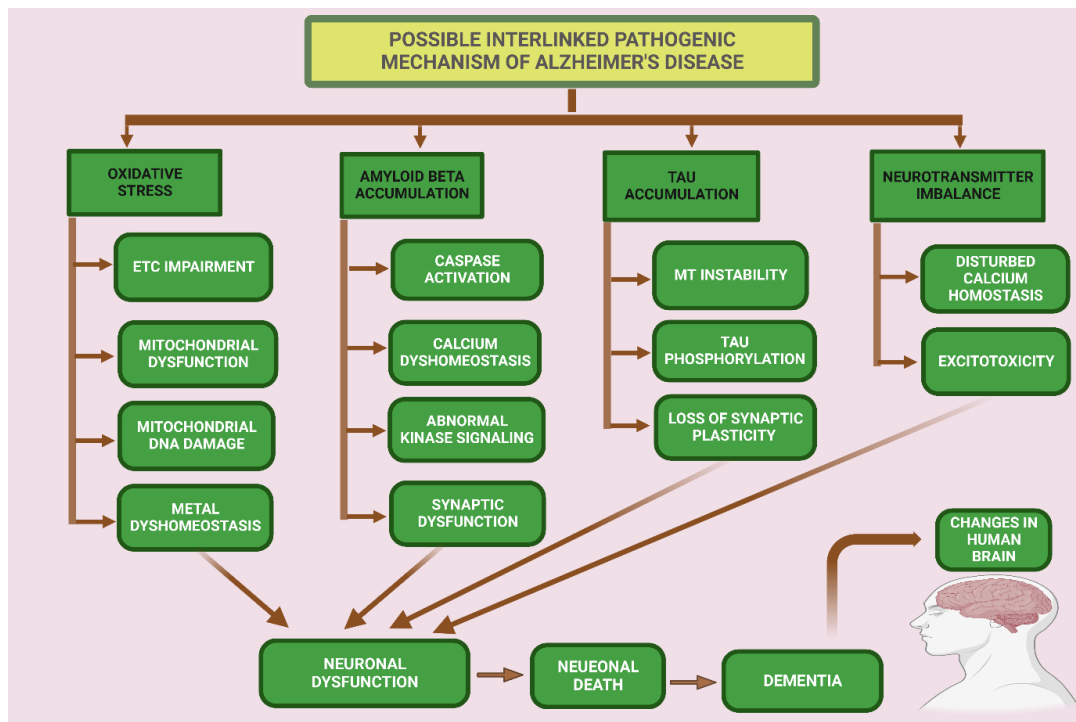 POSSIBLE INTERLINKED PATHOGENIC
MECHANISM OF ALZHEIMER'S DISEASE
OXIDATIVE
STRESS
ETC IMPAIRMENT
MITOCHONDRIAL
DYSFUNCTION
MITOCHONDRIAL
DNA DAMAGE
METAL
DYSHOMEOSTASIS
AMYLOID BETA
ACCUMULATION
CASPASE
ACTIVATION
CALCIUM
DYSHOMEOSTASIS
ABNORMAL
KINASE SIGNALING
SYNAPTIC
DYSFUNCTION
TAU
ACCUMULATION
MT INSTABILITY
TAU
PHOSPHORYLATION
LOSS OF SYNAPTIC
PLASTICITY
NEUROTRANSMITTER
IMBALANCE
DISTURBED
CALCIUM
HOMOSTASIS
EXCITOTOXICITY
NEURONAL
DYSFUNCTION
NEUEONAL
DEATH
DEMENTIA
CHANGES IN
HUMAN
BRAIN